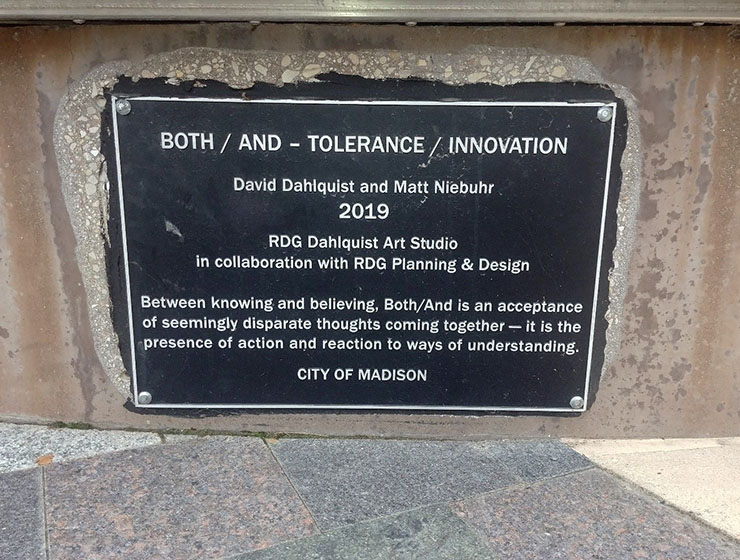 BOTH / AND – TOLERANCE / INNOVATION
David Dahlquist and Matt Niebuhr
2019
RDG Dahlquist Art Studio
in collaboration with RDG Planning & Design
Between knowing and believing, Both/And is an acceptance
of seemingly disparate thoughts coming together — it is the
presence of action and reaction to ways of understanding.
CITY OF MADISON